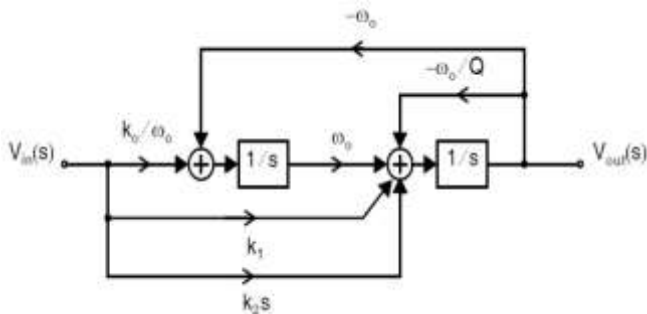 -ω₀
-ω₀/Q
V_in(s) k₀/ω₀ + 1/s ω₀ + 1/s V_out(s)
k₁
k₂s